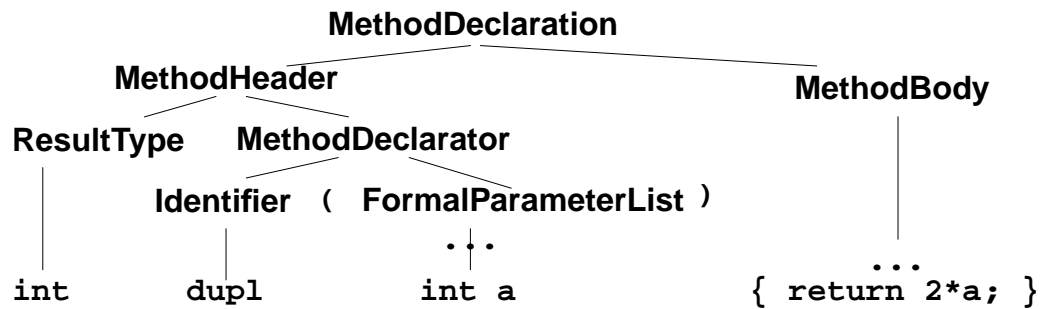 MethodDeclaration
MethodHeader MethodBody
ResultType MethodDeclarator
Identifier ( FormalParameterList )
...
...
int dupl int a { return 2*a; }